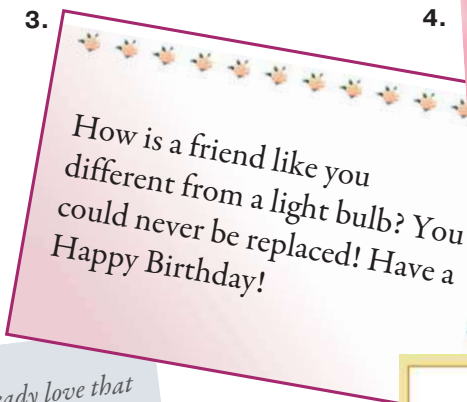 3.
4.
How is a friend like you
different from a light bulb? You
could never be replaced! Have a
Happy Birthday!
love that